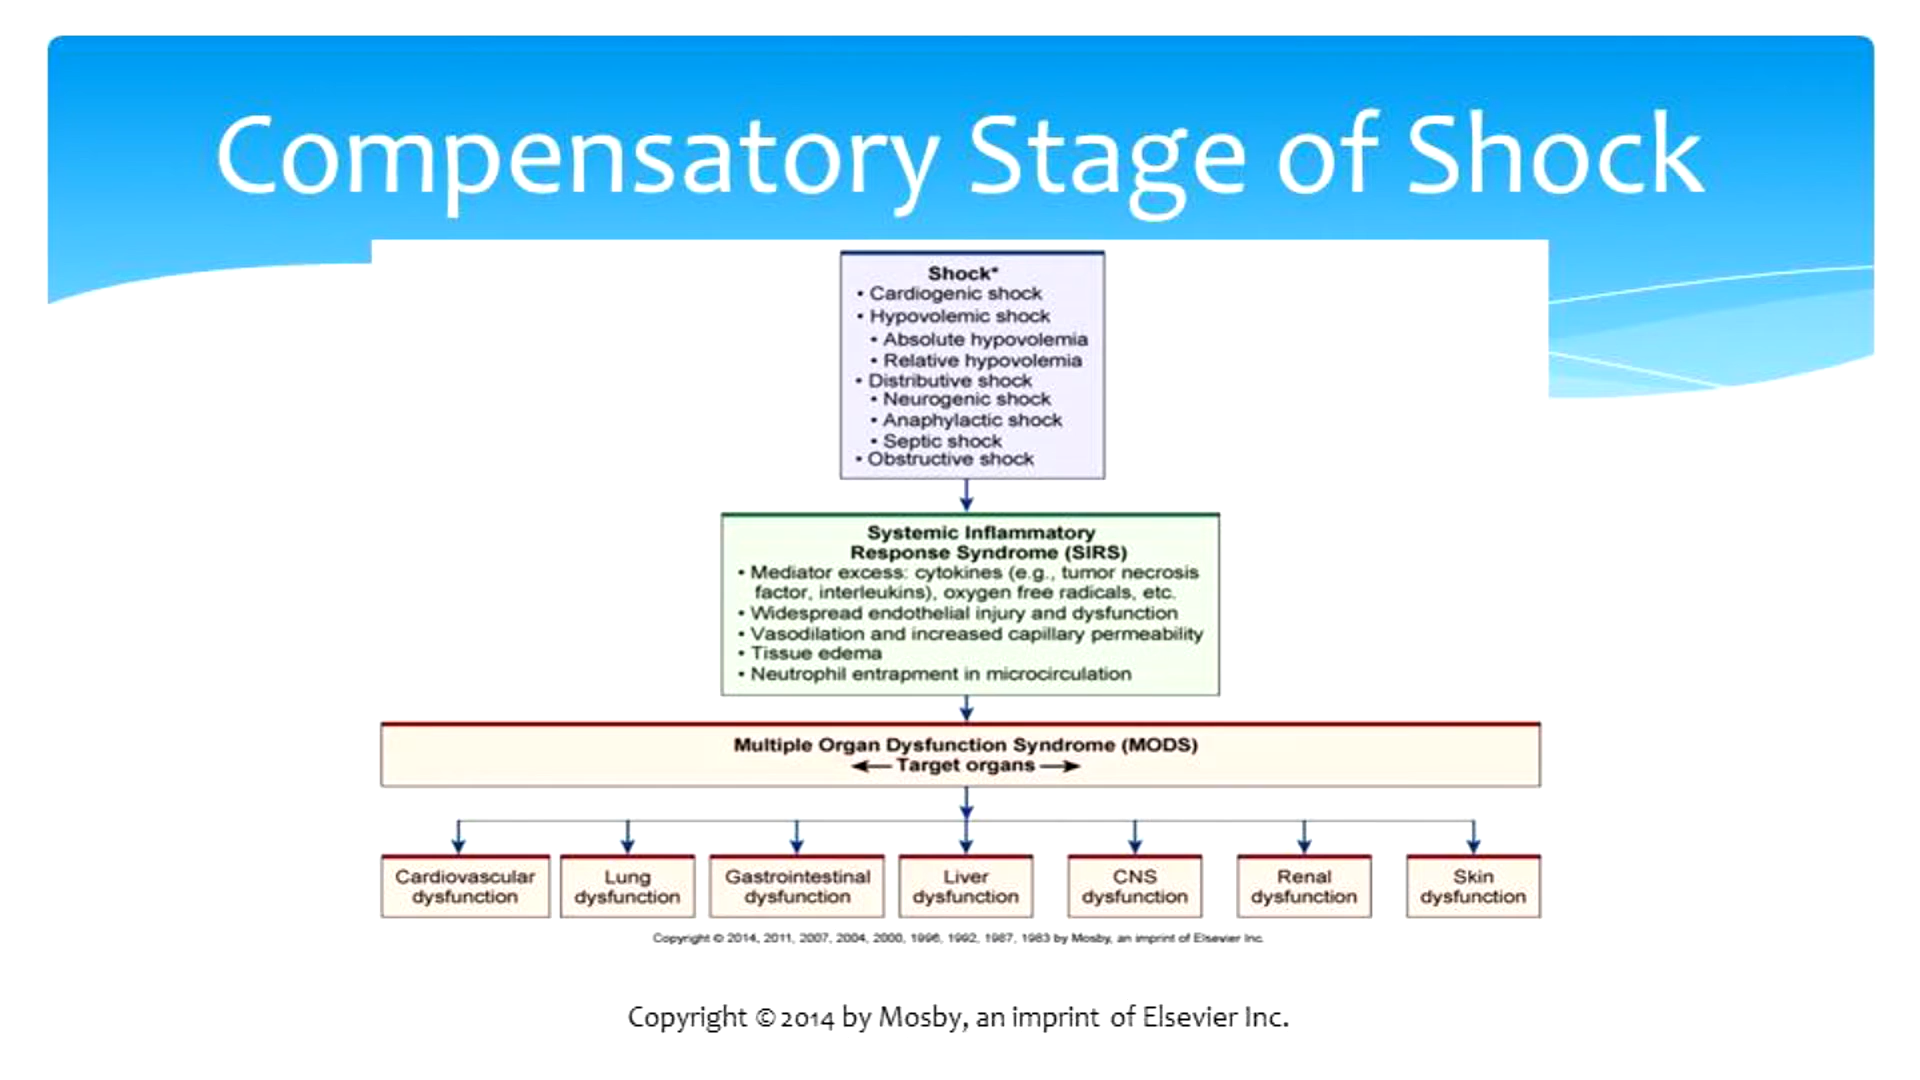 Compensatory Stage of Shock
Shock*
• Cardiogenic shock
• Hypovolemic shock
• Absolute hypovolemia
• Relative hypovolemia
• Distributive shock
• Neurogenic shock
• Anaphylactic shock
• Septic shock
• Obstructive shock
Systemic Inflammatory
Response Syndrome (SIRS)
• Mediator excess: cytokines (e.g., tumor necrosis
factor, interleukins), oxygen free radicals, etc.
• Widespread endothelial injury and dysfunction
• Vasodilation and increased capillary permeability
• Tissue edema
• Neutrophil entrapment in microcirculation
Multiple Organ Dysfunction Syndrome (MODS)
Target organs
Cardiovascular
dysfunction
Lung
dysfunction
Gastrointestinal
dysfunction
Liver
dysfunction
CNS
dysfunction
Renal
dysfunction
Skin
dysfunction
Copyright © 2014, 2011, 2007, 2004, 2000, 1996, 1992, 1987, 1983 by Mosby, an imprint of Elsevier Inc.
Copyright © 2014 by Mosby, an imprint of Elsevier Inc.